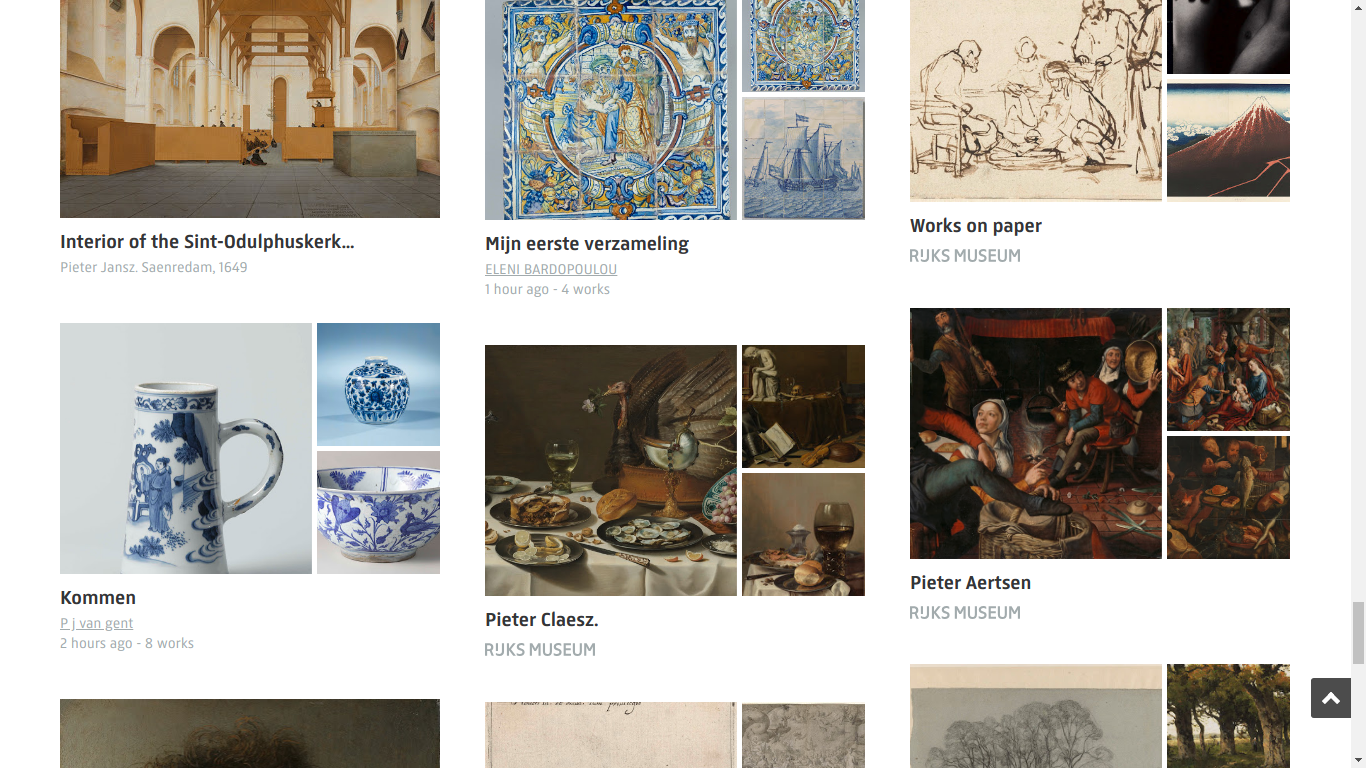 Interior of the Sint-Odulphuskerk...
Pieter Jansz. Saenredam, 1649
Mijn eerste verzameling
ELENI BARDOPOULOU
1 hour ago - 4 works
Works on paper
RIJKS MUSEUM
Kommen
P j van gent
2 hours ago - 8 works
Pieter Claesz.
RIJKS MUSEUM
Pieter Aertsen
RIJKS MUSEUM